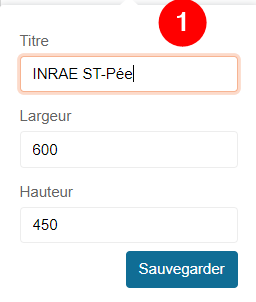 1
Titre
INRAE ST-Pée
Largeur
600
Hauteur
450
Sauvegarder